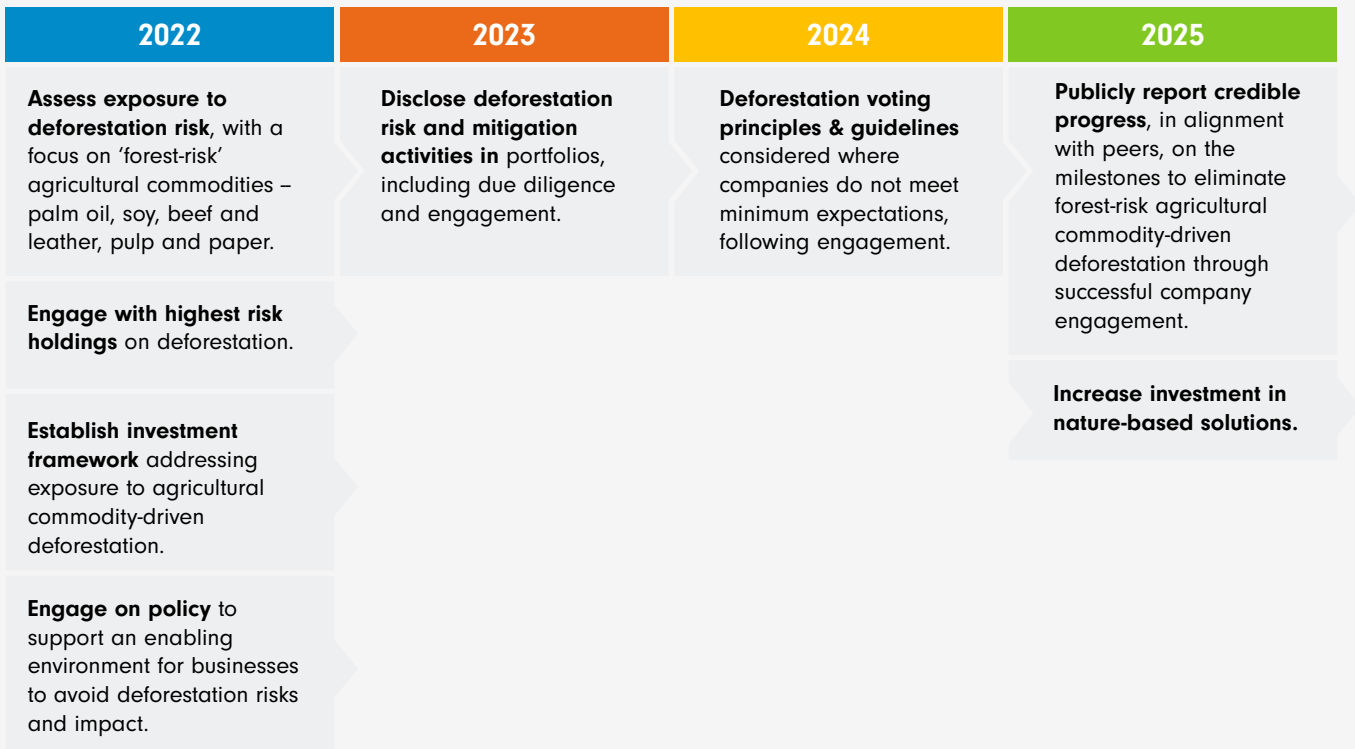 2022
Assess exposure to
deforestation risk, with a
focus on ‘forest-risk’
agricultural commodities –
palm oil, soy, beef and
leather, pulp and paper.
Engage with highest risk
holdings on deforestation.
Establish investment
framework addressing
exposure to agricultural
commodity-driven
deforestation.
Engage on policy to
support an enabling
environment for businesses
to avoid deforestation risks
and impact.
2023
Disclose deforestation
risk and mitigation
activities in portfolios,
including due diligence
and engagement.
2024
Deforestation voting
principles & guidelines
considered where
companies do not meet
minimum expectations,
following engagement.
2025
Publicly report credible
progress, in alignment
with peers, on the
milestones to eliminate
forest-risk agricultural
commodity-driven
deforestation through
successful company
engagement.
Increase investment in
nature-based solutions.